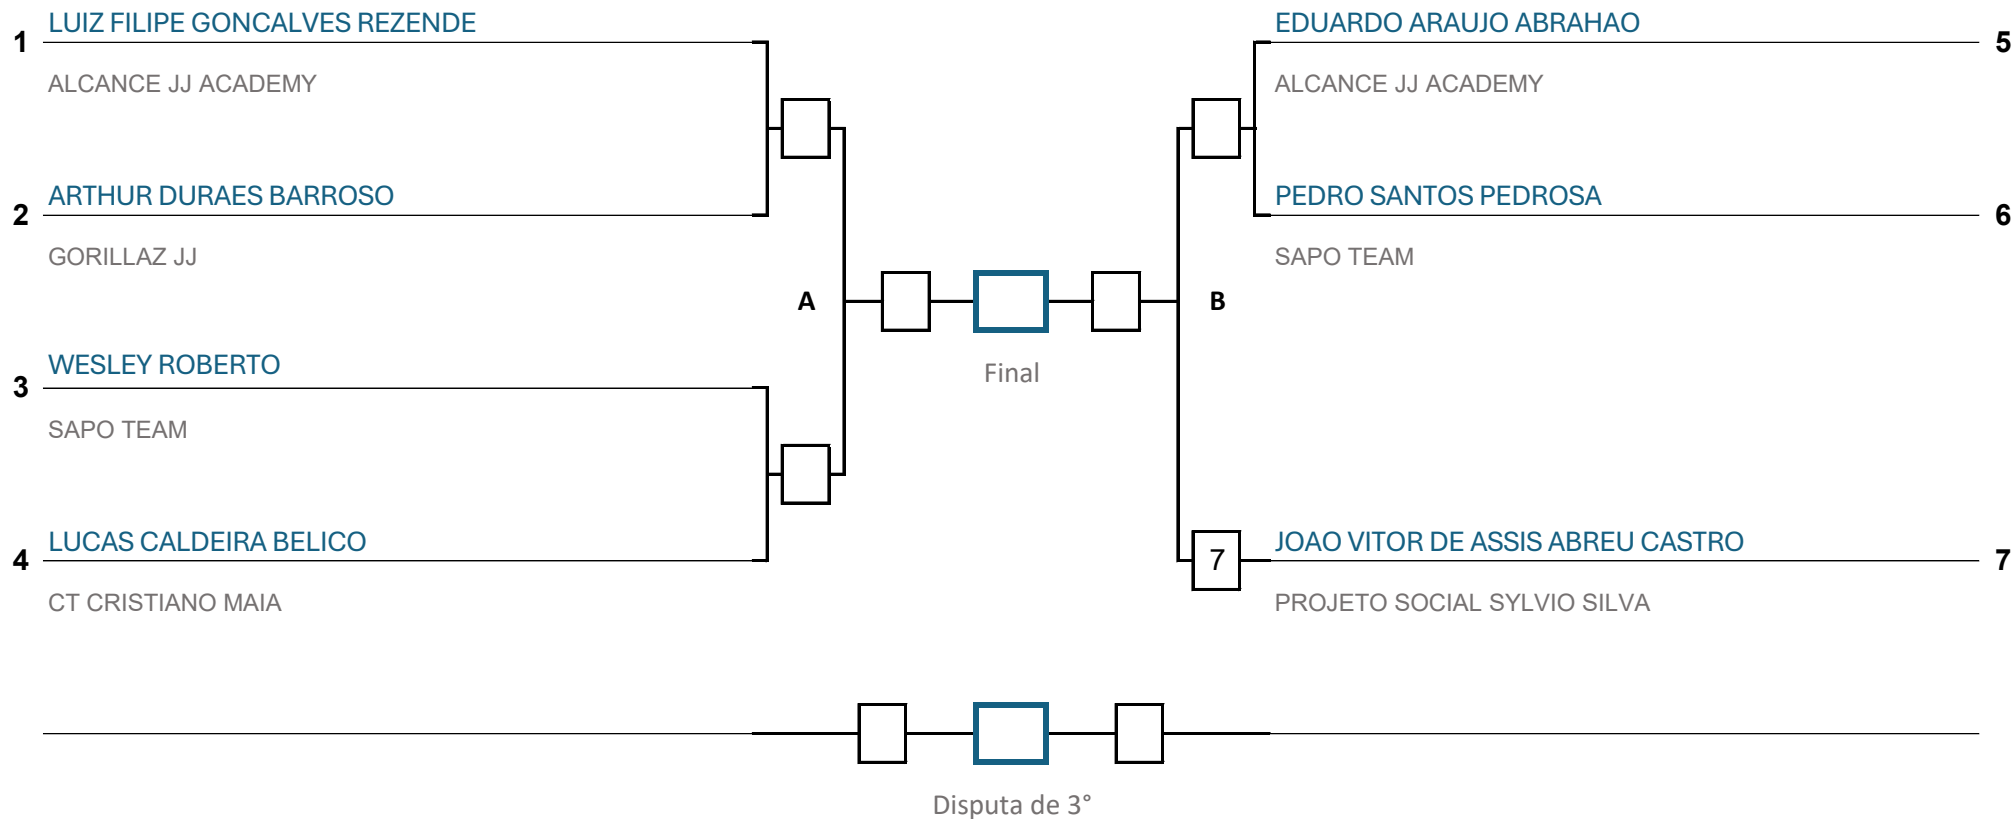 LUIZ FILIPE GONCALVES REZENDE
1
ALCANCE JJ ACADEMY
ARTHUR DURAES BARROSO
2
GORILLAZ JJ
A
WESLEY ROBERTO
3
SAPO TEAM
LUCAS CALDEIRA BELICO
4
CT CRISTIANO MAIA
Final
EDUARDO ARAUJO ABRAHAO
5
ALCANCE JJ ACADEMY
PEDRO SANTOS PEDROSA
6
SAPO TEAM
B
7
JOAO VITOR DE ASSIS ABREU CASTRO
7
PROJETO SOCIAL SYLVIO SILVA
Disputa de 3°